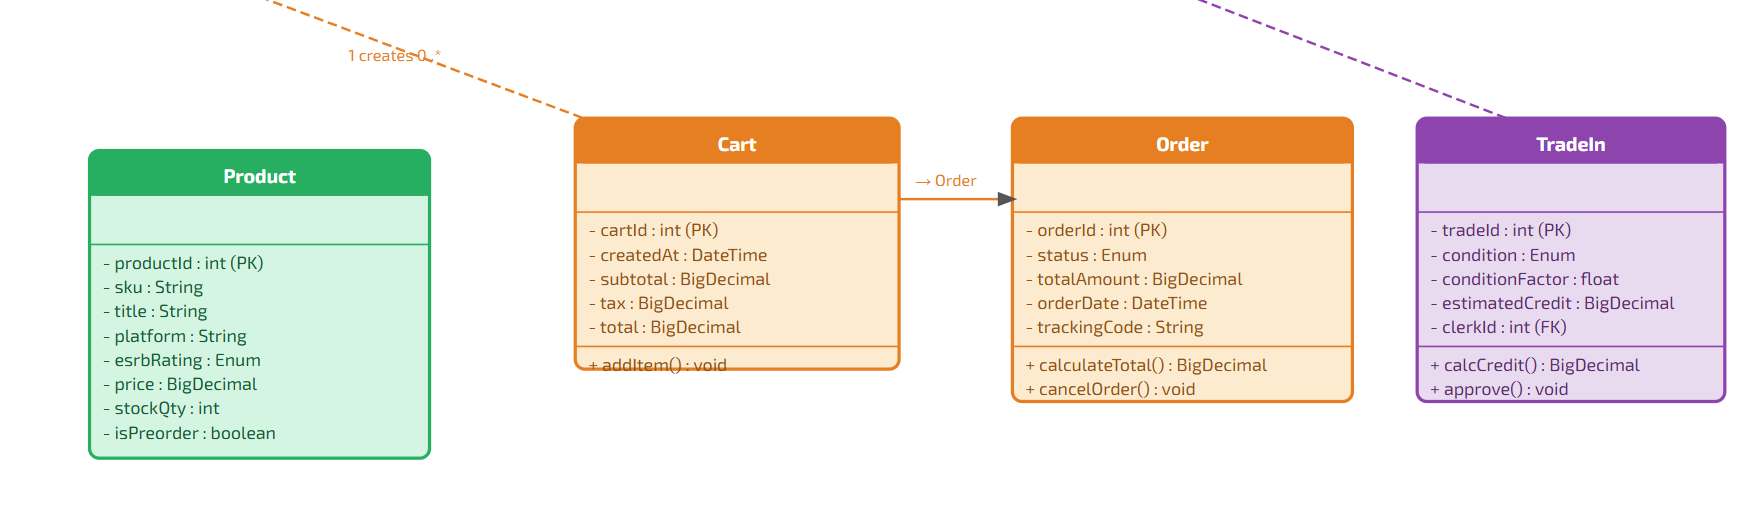 1 creates 0..*
Product
- productId : int (PK)
- sku : String
- title : String
- platform : String
- esrbRating : Enum
- price : BigDecimal
- stockQty : int
- isPreorder : boolean
Cart
- cartId : int (PK)
- createdAt : DateTime
- subtotal : BigDecimal
- tax : BigDecimal
- total : BigDecimal
+ addItem() : void
→ Order
Order
- orderId : int (PK)
- status : Enum
- totalAmount : BigDecimal
- orderDate : DateTime
- trackingCode : String
+ calculateTotal() : BigDecimal
+ cancelOrder() : void
TradeIn
- tradeId : int (PK)
- condition : Enum
- conditionFactor : float
- estimatedCredit : BigDecimal
- clerkId : int (FK)
+ calcCredit() : BigDecimal
+ approve() : void